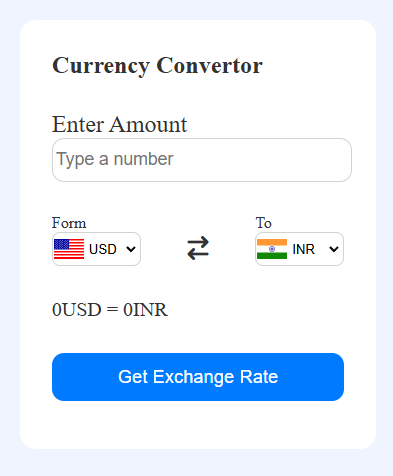 Currency Convertor
Enter Amount
Type a number
Form To
USD INR
0USD = 0INR
Get Exchange Rate